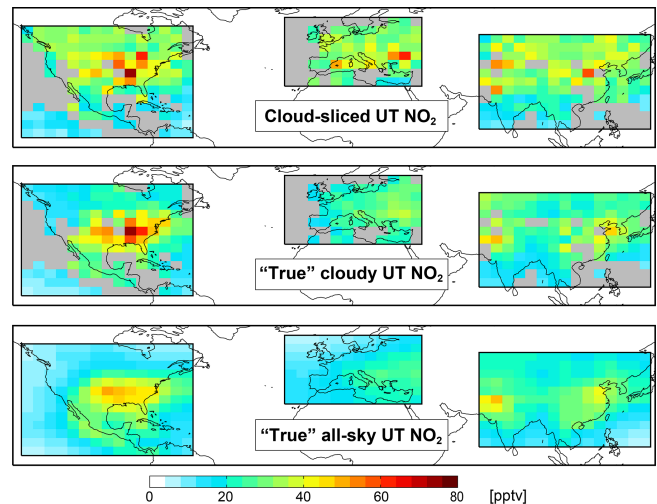 Cloud-sliced UT NO₂
“True” cloudy UT NO₂
“True” all-sky UT NO₂
0 20 40 60 80 [pptv]